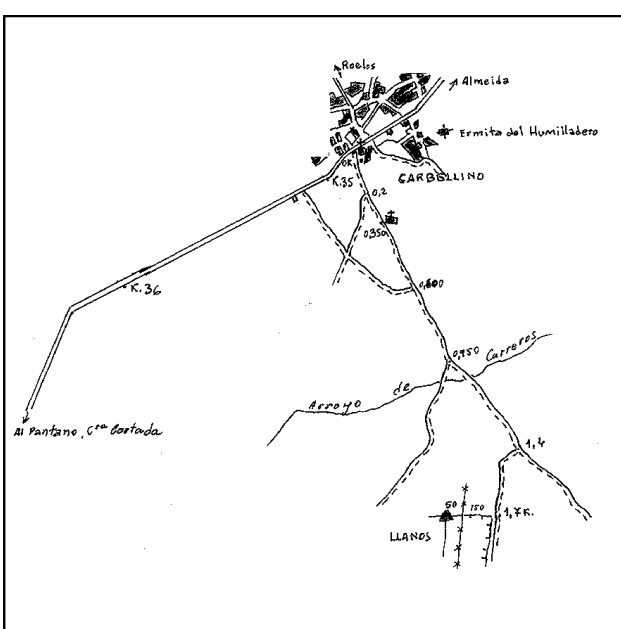 Roelos
Almeida
Ermita del Humilladero
0K
CARBELLINO
K.35
0,2
0,350
0,600
K.36
0,950
Arroyo de Carreros
Al Pantano, Cra Cortada
1,4
50 150
1,7K.
LLANOS